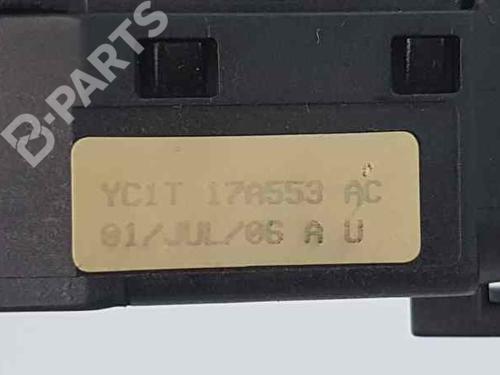 B-PARTS
YC1T 17A553 AC
01/JUL/06 A U